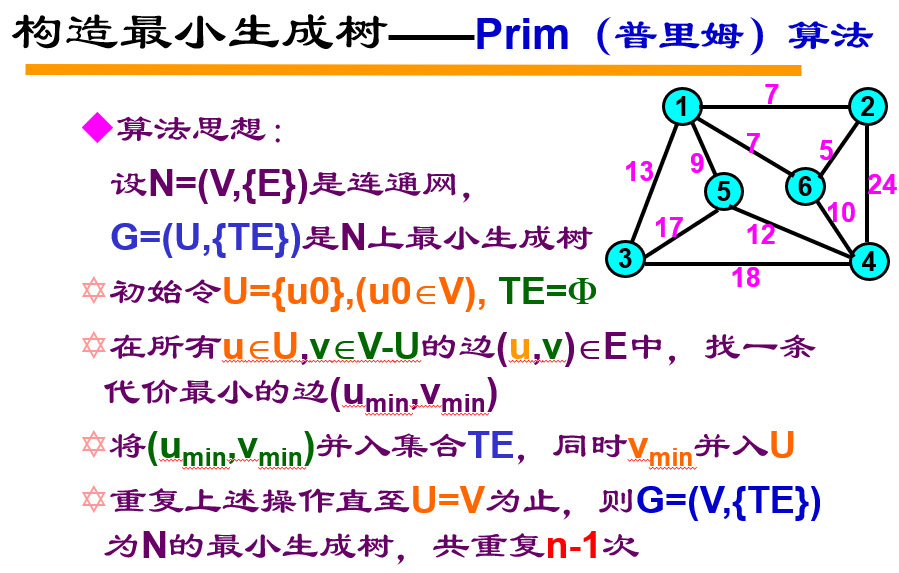 构造最小生成树——Prim（普里姆）算法
◆算法思想：
设N=(V,{E})是连通网，
G=(U,{TE})是N上最小生成树
✡初始令U={u0},(u0∈V), TE=Φ
✡在所有u∈U,v∈V-U的边(u,v)∈E中，找一条
代价最小的边(umin,vmin)
✡将(umin,vmin)并入集合TE，同时vmin并入U
✡重复上述操作直至U=V为止，则G=(V,{TE})
为N的最小生成树，共重复n-1次
7
1
2
7
5
13
9
5
6
24
10
17
12
3
4
18